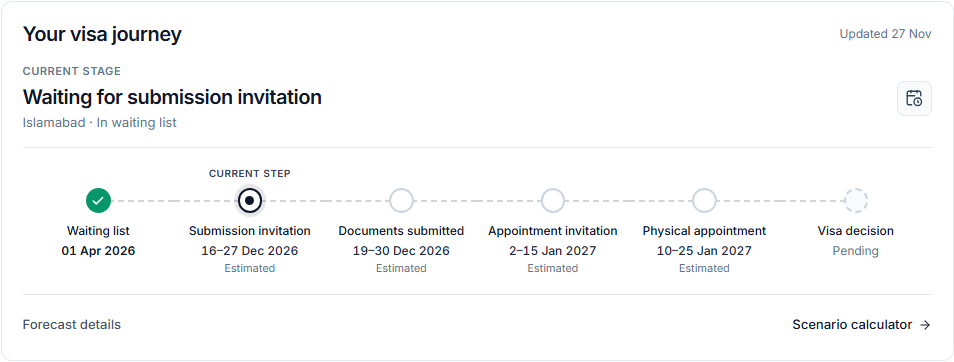 Your visa journey
Updated 27 Nov
CURRENT STAGE
Waiting for submission invitation
Islamabad · In waiting list
CURRENT STEP
Waiting list
01 Apr 2026
Submission invitation
16–27 Dec 2026
Estimated
Documents submitted
19–30 Dec 2026
Estimated
Appointment invitation
2–15 Jan 2027
Estimated
Physical appointment
10–25 Jan 2027
Estimated
Visa decision
Pending
Forecast details
Scenario calculator →